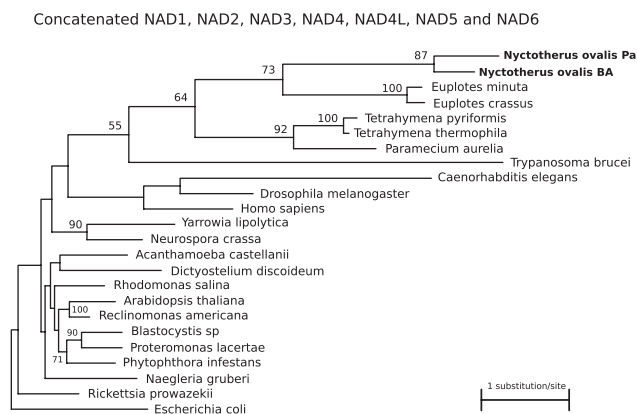 Concatenated NAD1, NAD2, NAD3, NAD4, NAD4L, NAD5 and NAD6
87
Nyctotherus ovalis Pa
73
Nyctotherus ovalis BA
100
Euplotes minuta
64
Euplotes crassus
100
Tetrahymena pyriformis
55
92
Tetrahymena thermophila
Paramecium aurelia
Trypanosoma brucei
Caenorhabditis elegans
Drosophila melanogaster
Homo sapiens
90
Yarrowia lipolytica
Neurospora crassa
Acanthamoeba castellanii
Dictyostelium discoideum
Rhodomonas salina
Arabidopsis thaliana
100
Reclinomonas americana
90
Blastocystis sp
Proteromonas lacertae
71
Phytophthora infestans
Naegleria gruberi
1 substitution/site
Rickettsia prowazekii
Escherichia coli